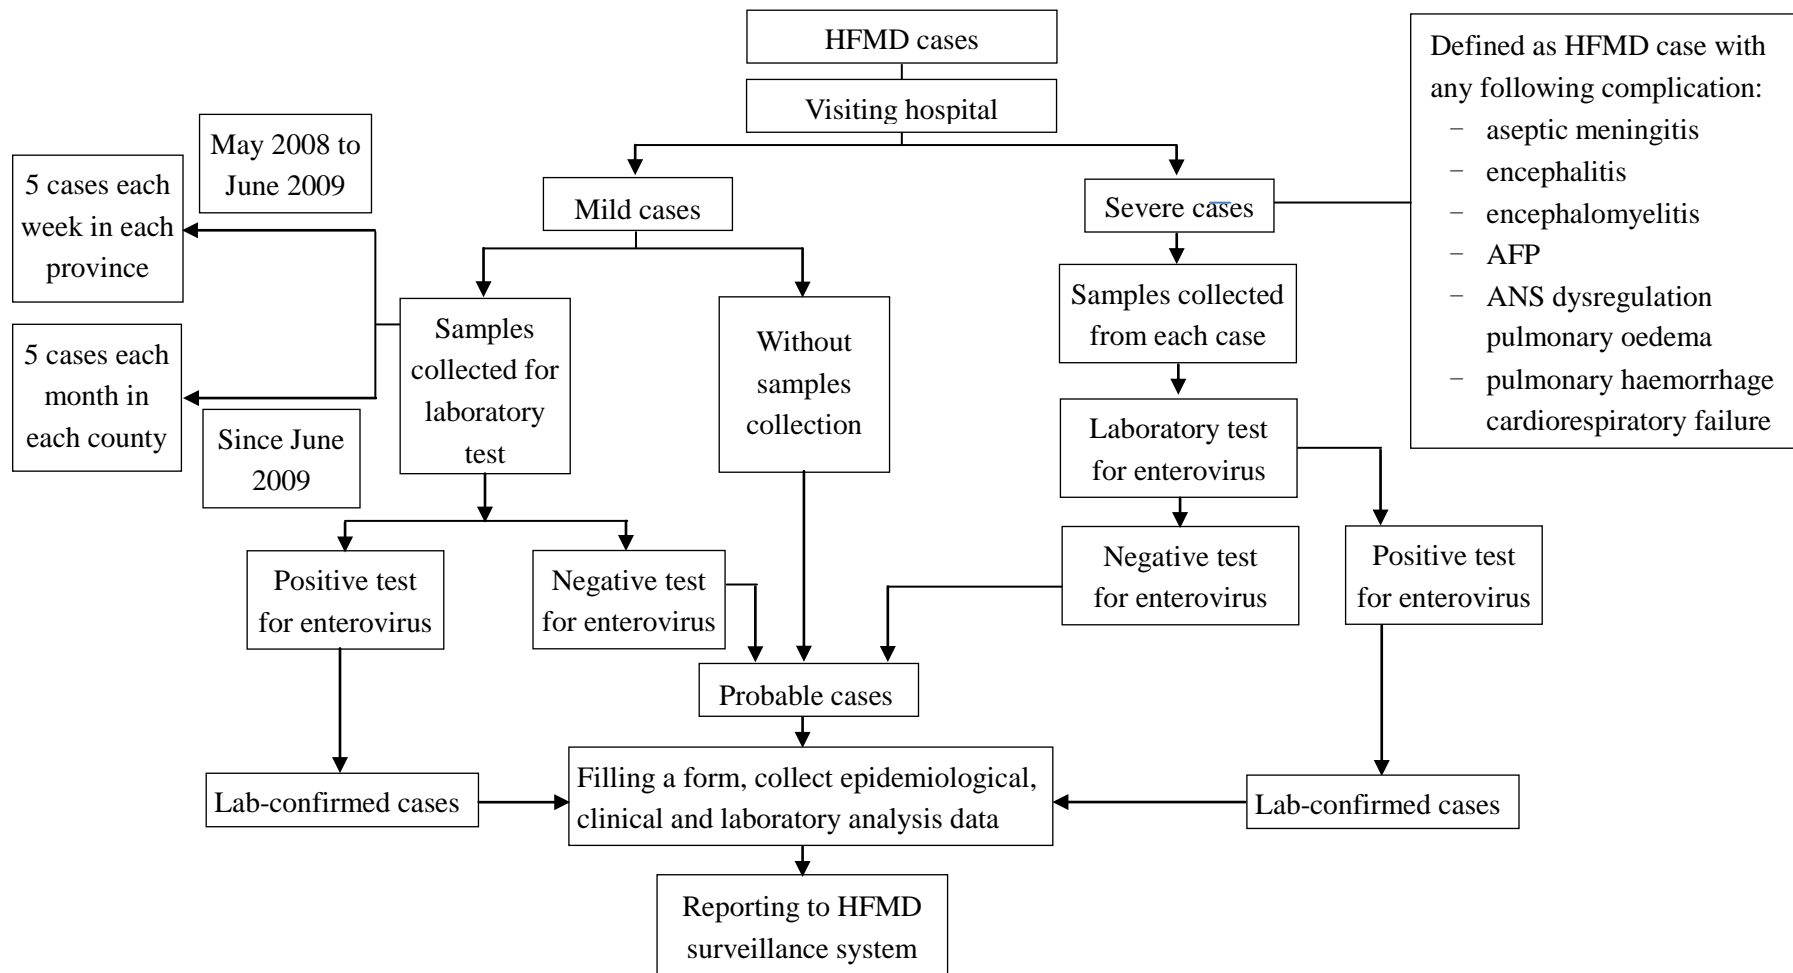 HFMD cases
Visiting hospital
Defined as HFMD case with
any following complication:
− aseptic meningitis
− encephalitis
− encephalomyelitis
− AFP
− ANS dysregulation
pulmonary oedema
− pulmonary haemorrhage
cardiorespiratory failure
May 2008 to
June 2009
5 cases each
week in each
province
Mild cases
Severe cases
Samples collected
from each case
5 cases each
month in
each county
Since June
2009
Samples
collected for
laboratory
test
Without
samples
collection
Laboratory test
for enterovirus
Positive test
for enterovirus
Negative test
for enterovirus
Negative test
for enterovirus
Positive test
for enterovirus
Probable cases
Lab-confirmed cases
Filling a form, collect epidemiological,
clinical and laboratory analysis data
Lab-confirmed cases
Reporting to HFMD
surveillance system